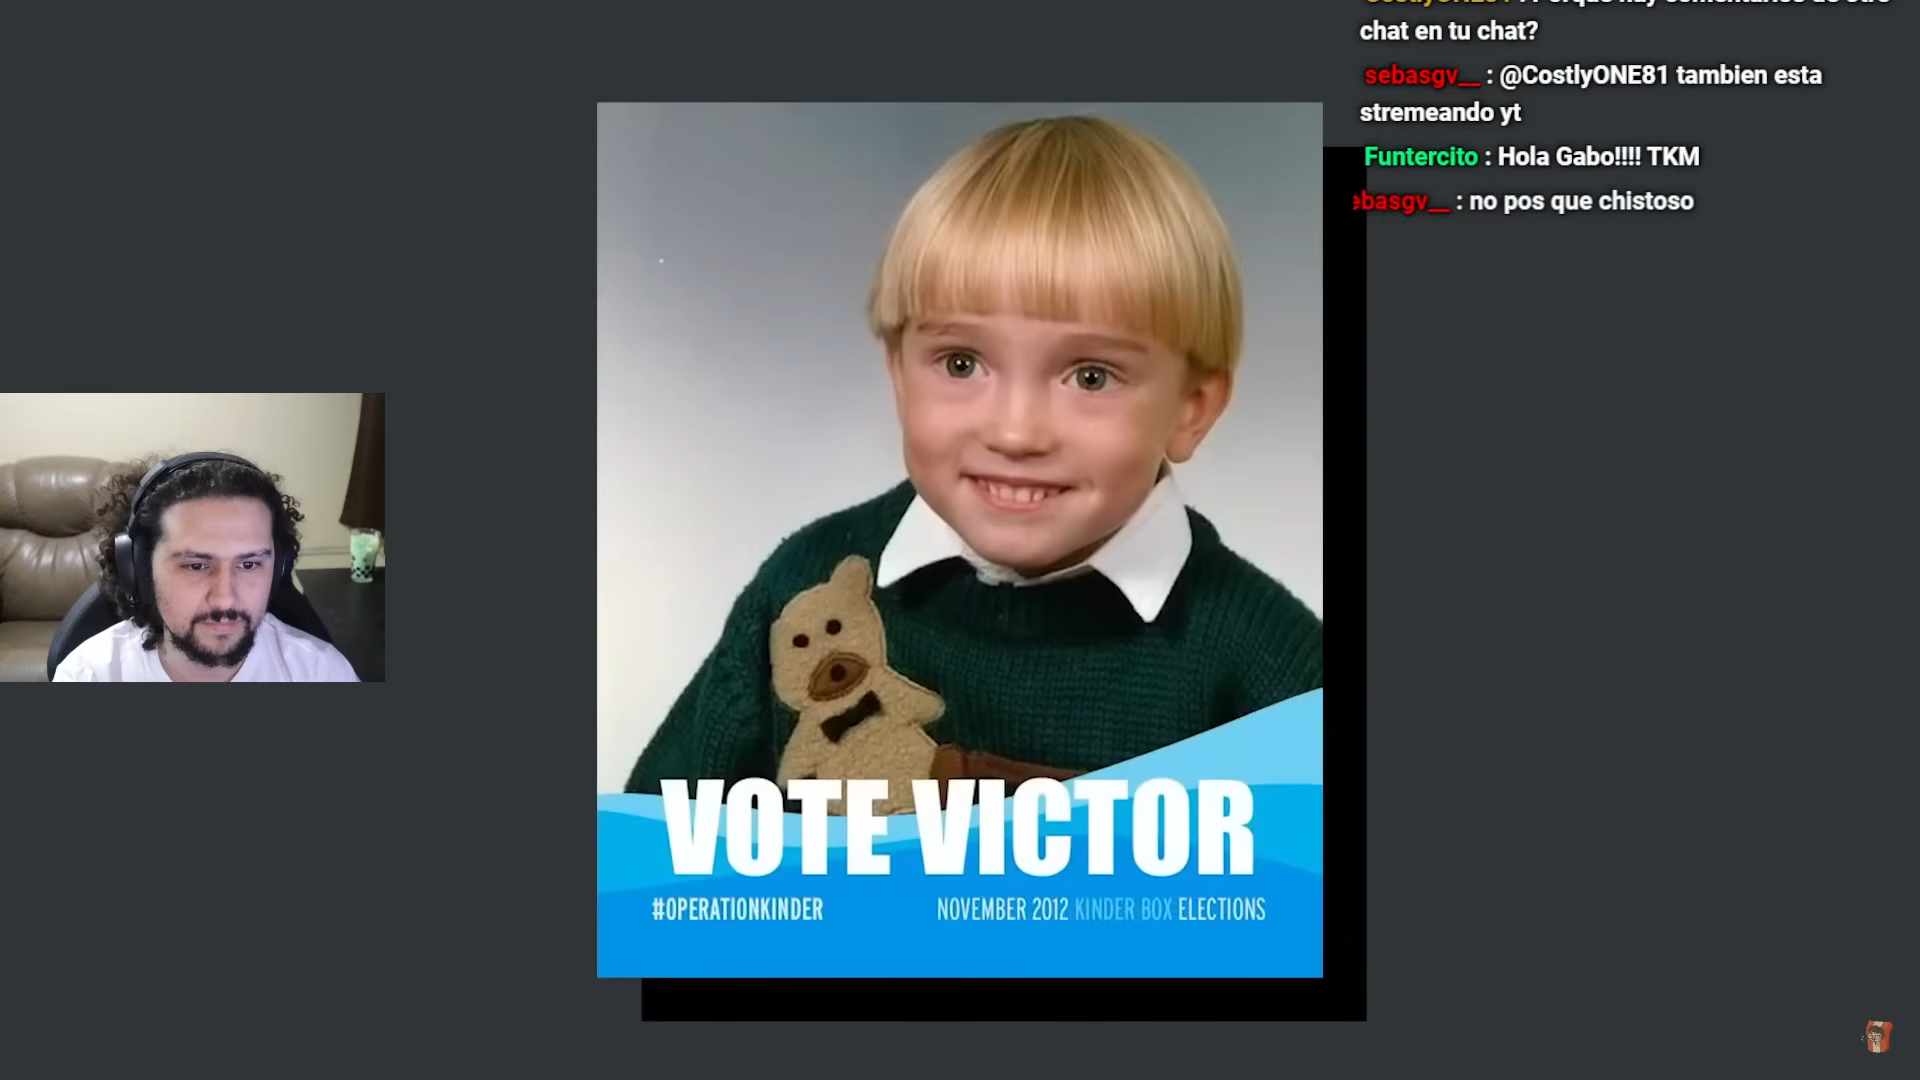 chat en tu chat?
sebasgv__ : @CostlyONE81 tambien esta
stremeando yt
Funtercito : Hola Gabo!!!! TKM
ebasgv__ : no pos que chistoso
VOTE VICTOR
#OPERATIONKINDER
NOVEMBER 2012 KINDER BOX ELECTIONS